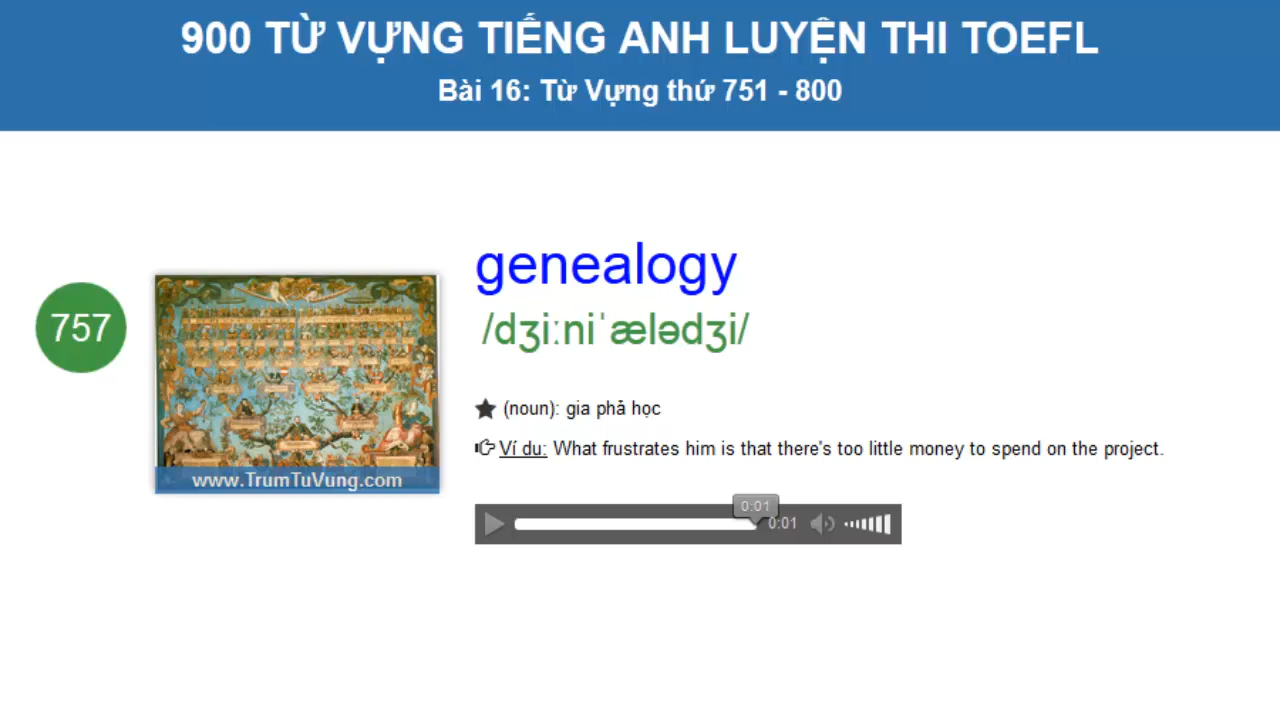 900 TỪ VỰNG TIẾNG ANH LUYỆN THI TOEFL
Bài 16: Từ Vựng thứ 751 - 800
757
genealogy
/dʒiːniˈælədʒi/
(noun): gia phả học
Ví du: What frustrates him is that there's too little money to spend on the project.
www.TrumTuVung.com
0:01
0:01